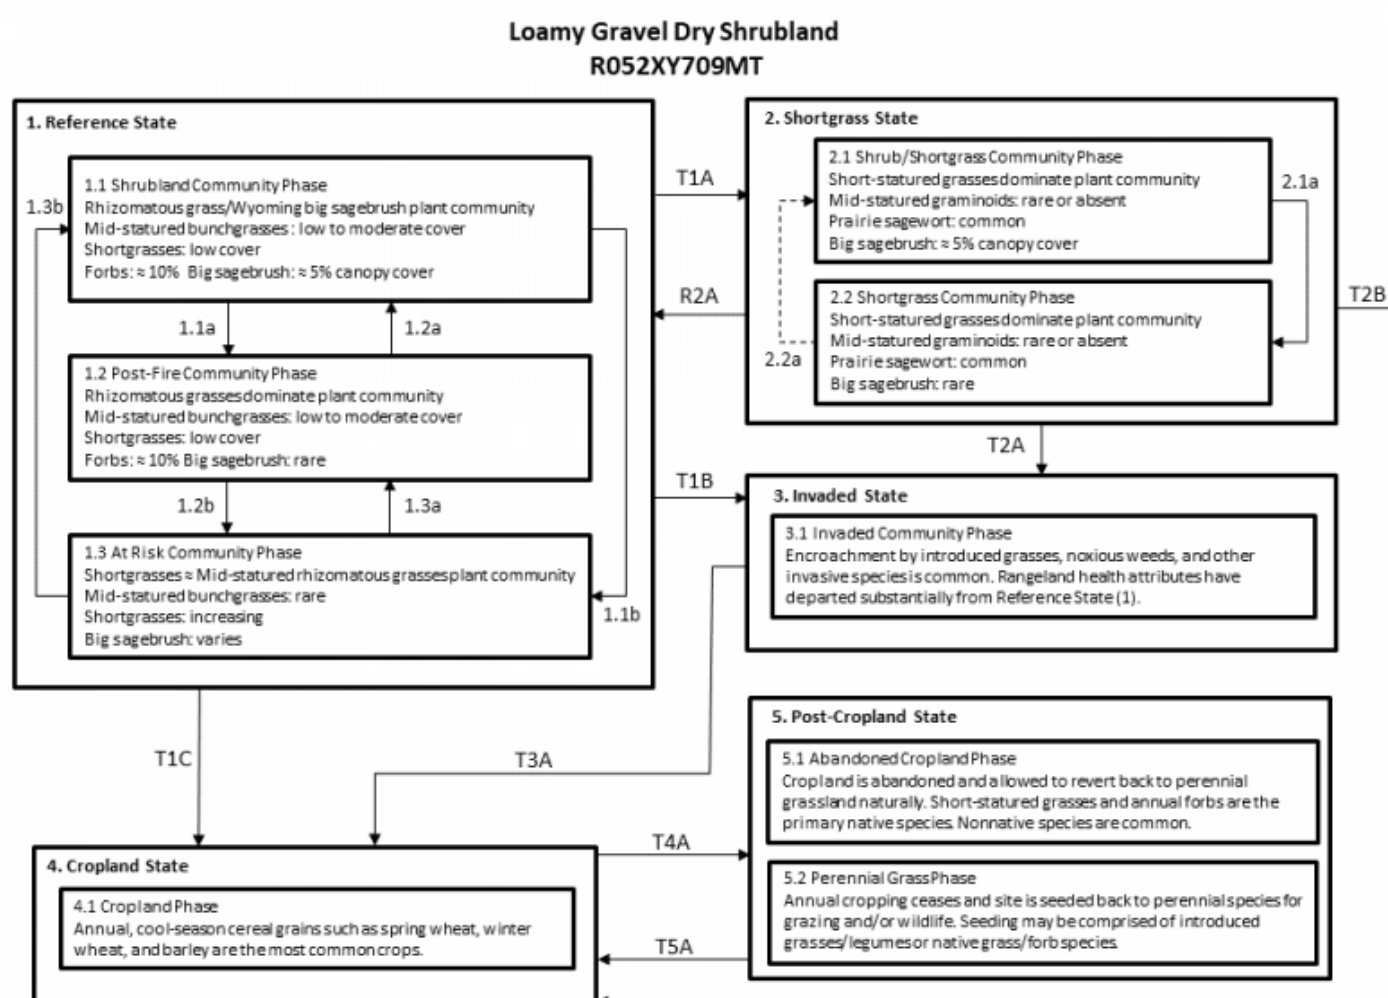 Loamy Gravel Dry Shrubland
R052XY709MT
1. Reference State
1.1 Shrubland Community Phase
Rhizomatous grass/Wyoming big sagebrush plant community
Mid-statured bunchgrasses : low to moderate cover
Shortgrasses: low cover
Forbs: ≈ 10% Big sagebrush: ≈ 5% canopy cover
1.3b
1.1a
1.2a
1.2 Post-Fire Community Phase
Rhizomatous grasses dominate plant community
Mid-statured bunchgrasses: low to moderate cover
Shortgrasses: low cover
Forbs: ≈ 10% Big sagebrush: rare
1.2b
1.3a
1.3 At Risk Community Phase
Shortgrasses ≈ Mid-statured rhizomatous grasses plant community
Mid-statured bunchgrasses: rare
Shortgrasses: increasing
Big sagebrush: varies
1.1b
T1A
R2A
T1B
2. Shortgrass State
2.1 Shrub/Shortgrass Community Phase
Short-statured grasses dominate plant community
Mid-statured graminoids: rare or absent
Prairie sagewort: common
Big sagebrush: ≈ 5% canopy cover
2.1a
2.2 Shortgrass Community Phase
Short-statured grasses dominate plant community
Mid-statured graminoids: rare or absent
Prairie sagewort: common
Big sagebrush: rare
2.2a
T2B
T2A
3. Invaded State
3.1 Invaded Community Phase
Encroachment by introduced grasses, noxious weeds, and other
invasive species is common. Rangeland health attributes have
departed substantially from Reference State (1).
T1C
T3A
5. Post-Cropland State
5.1 Abandoned Cropland Phase
Cropland is abandoned and allowed to revert back to perennial
grassland naturally. Short-statured grasses and annual forbs are the
primary native species. Nonnative species are common.
5.2 Perennial Grass Phase
Annual cropping ceases and site is seeded back to perennial species for
grazing and/or wildlife. Seeding may be comprised of introduced
grasses/legumes or native grass/forb species.
T4A
T5A
4. Cropland State
4.1 Cropland Phase
Annual, cool-season cereal grains such as spring wheat, winter
wheat, and barley are the most common crops.